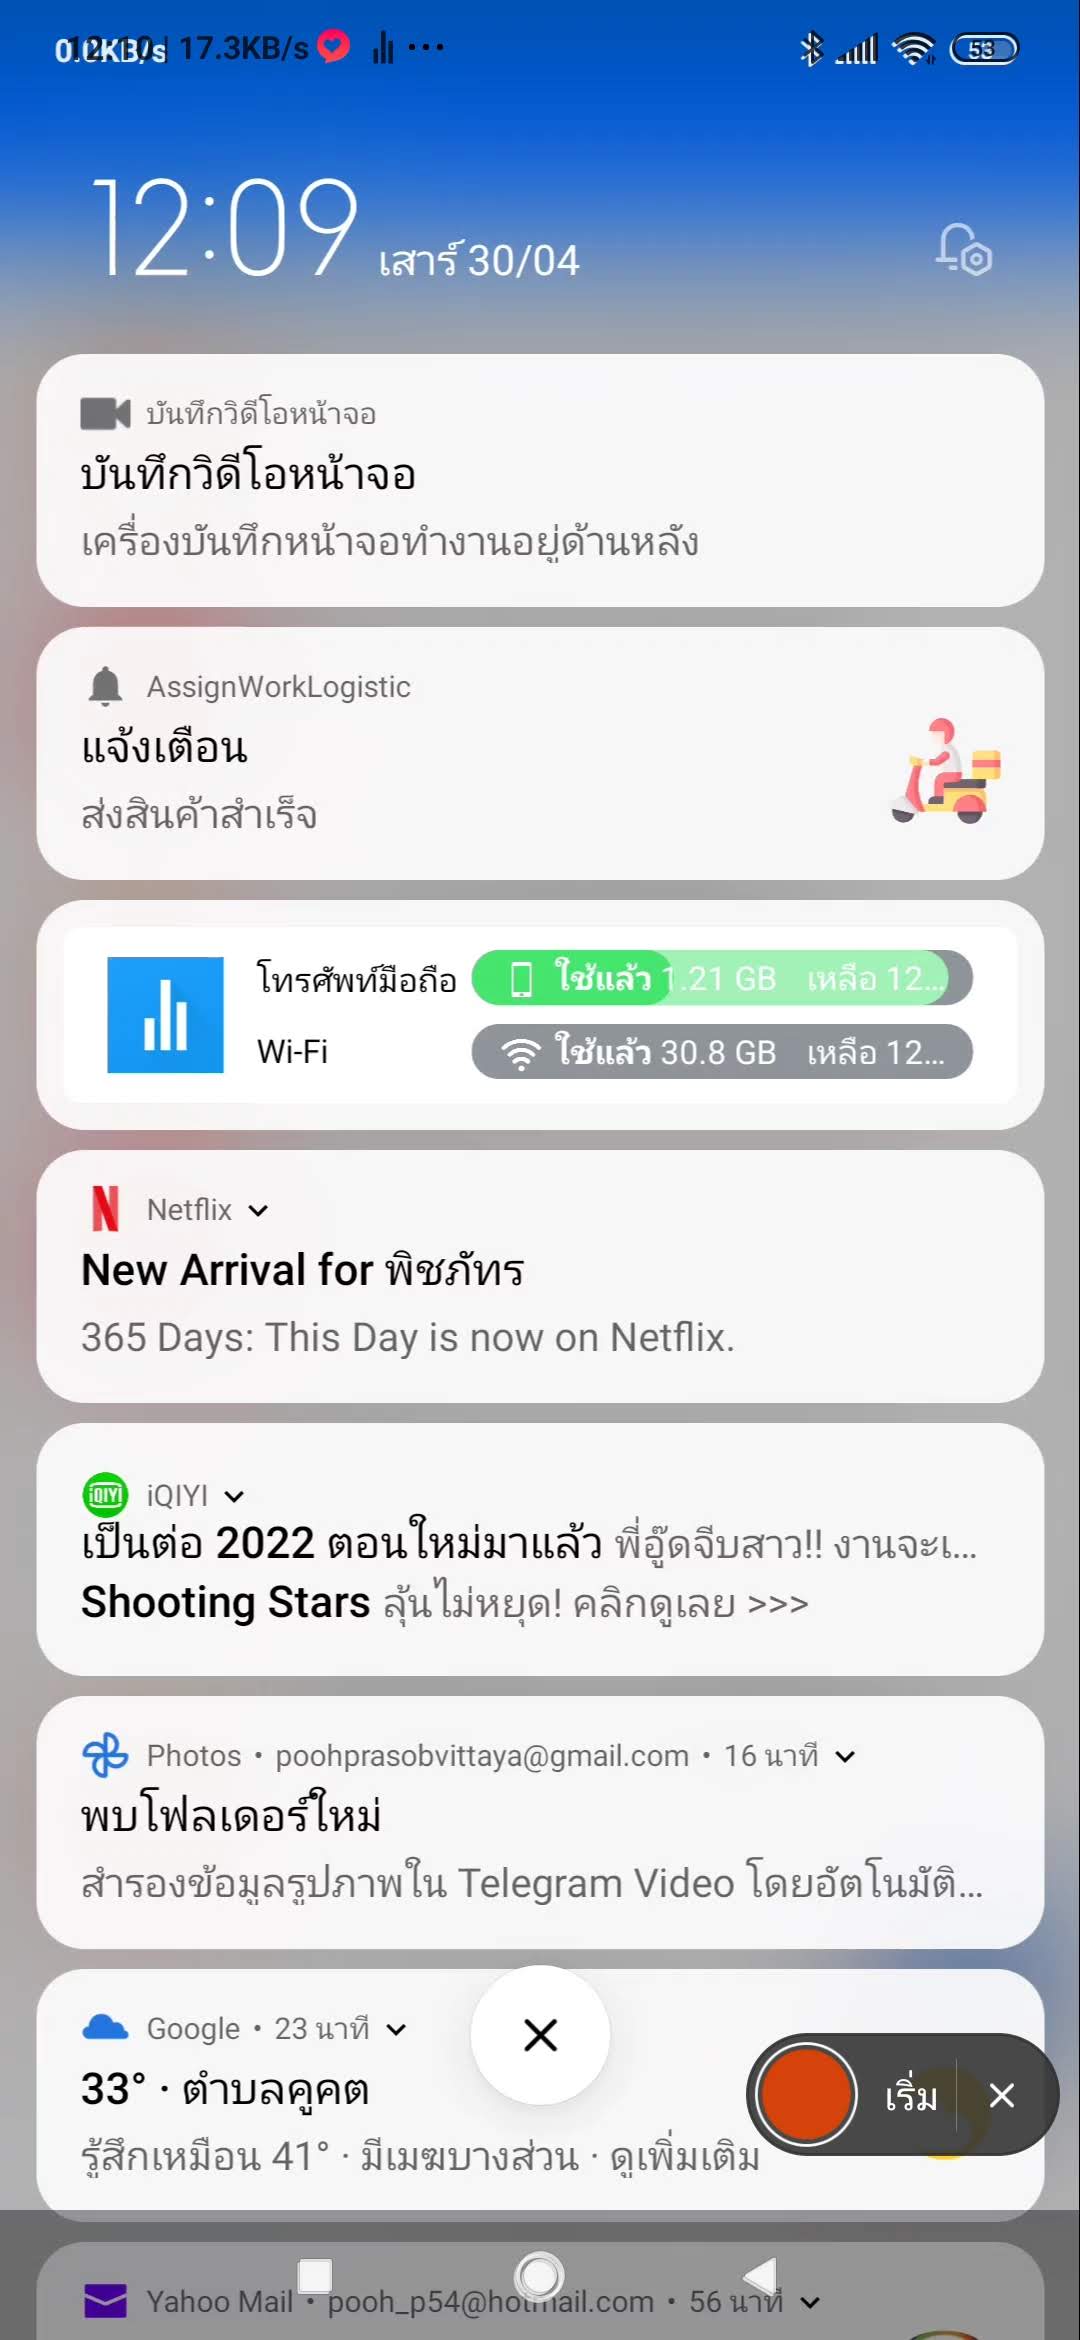 17.3KB/s
53
12:09 เสาร์ 30/04
บันทึกวิดีโอหน้าจอ
บันทึกวิดีโอหน้าจอ
เครื่องบันทึกหน้าจอทำงานอยู่ด้านหลัง
AssignWorkLogistic
แจ้งเตือน
ส่งสินค้าสำเร็จ
โทรศัพท์มือถือ ใช้แล้ว 1.21 GB เหลือ 12...
Wi-Fi ใช้แล้ว 30.8 GB เหลือ 12...
Netflix
New Arrival for พิชภัทร
365 Days: This Day is now on Netflix.
iQIYI iQIYI
เป็นต่อ 2022 ตอนใหม่มาแล้ว พี่อู๊ดจีบสาว!! งานจะเ...
Shooting Stars ลุ้นไม่หยุด! คลิกดูเลย >>>
Photos • poohprasobvittaya@gmail.com • 16 นาที
พบโฟลเดอร์ใหม่
สำรองข้อมูลรูปภาพใน Telegram Video โดยอัตโนมัติ...
Google • 23 นาที
33° · ตำบลคูคต
เริ่ม
รู้สึกเหมือน 41° · มีเมฆบางส่วน · ดูเพิ่มเติม
Yahoo Mail • pooh_p54@hotmail.com • 56 นาที